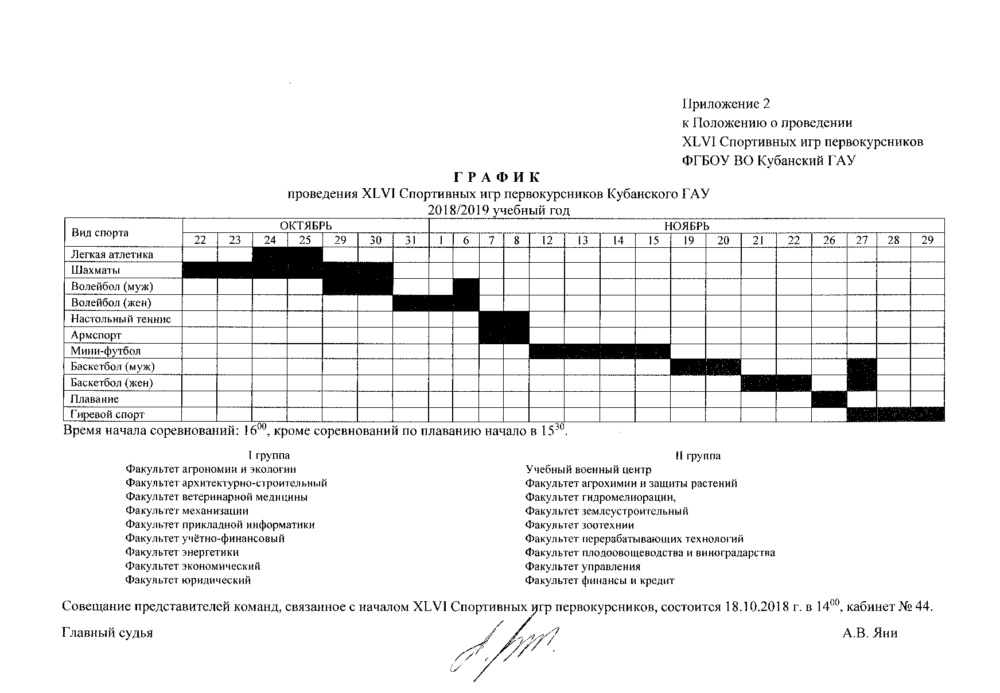 Приложение 2
к Положению о проведении
XLVI Спортивных игр первокурсников
ФГБОУ ВО Кубанский ГАУ
Г Р А Ф И К
проведения XLVI Спортивных игр первокурсников Кубанского ГАУ
2018/2019 учебный год
Вид спорта ОКТЯБРЬ НОЯБРЬ
22 23 24 25 29 30 31 1 6 7 8 12 13 14 15 19 20 21 22 26 27 28 29
Легкая атлетика
Шахматы
Волейбол (муж)
Волейбол (жен)
Настольный теннис
Армспорт
Мини-футбол
Баскетбол (муж)
Баскетбол (жен)
Плавание
Гиревой спорт
Время начала соревнований: 16⁰⁰, кроме соревнований по плаванию начало в 15³⁰.
I группа
Факультет агрономии и экологии
Факультет архитектурно-строительный
Факультет ветеринарной медицины
Факультет механизации
Факультет прикладной информатики
Факультет учётно-финансовый
Факультет энергетики
Факультет экономический
Факультет юридический
II группа
Учебный военный центр
Факультет агрохимии и защиты растений
Факультет гидромелиорации,
Факультет землеустроительный
Факультет зоотехнии
Факультет перерабатывающих технологий
Факультет плодоовощеводства и виноградарства
Факультет управления
Факультет финансы и кредит
Совещание представителей команд, связанное с началом XLVI Спортивных игр первокурсников, состоится 18.10.2018 г. в 14⁰⁰, кабинет № 44.
Главный судья А.В. Яни